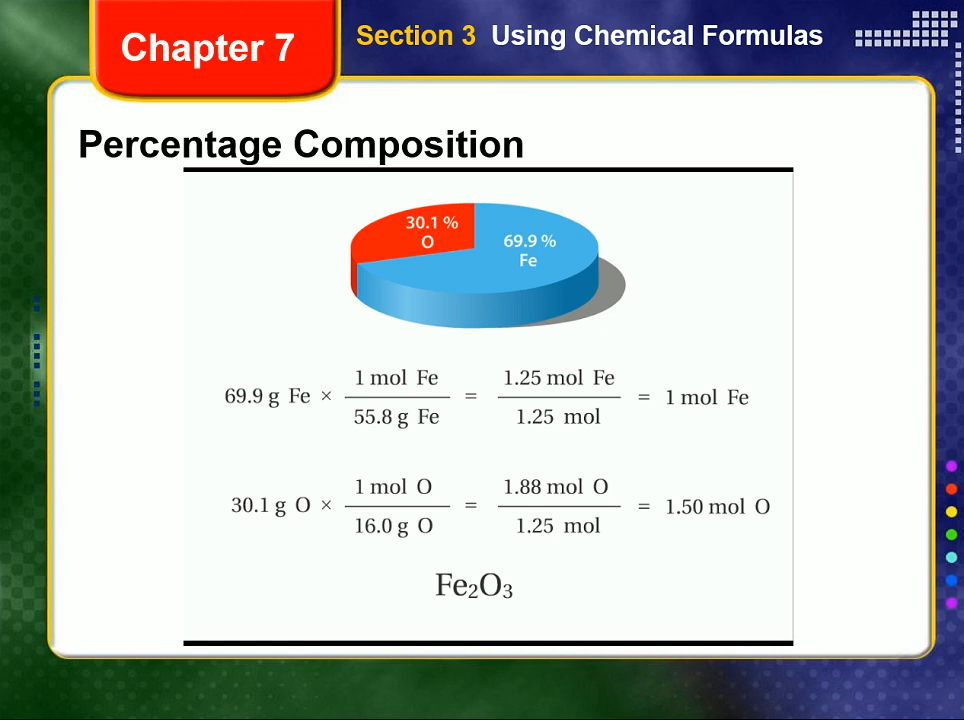 Chapter 7
Section 3 Using Chemical Formulas
Percentage Composition
30.1 %
O
69.9 %
Fe
69.9 g Fe × 1 mol Fe / 55.8 g Fe = 1.25 mol Fe / 1.25 mol = 1 mol Fe
30.1 g O × 1 mol O / 16.0 g O = 1.88 mol O / 1.25 mol = 1.50 mol O
Fe₂O₃